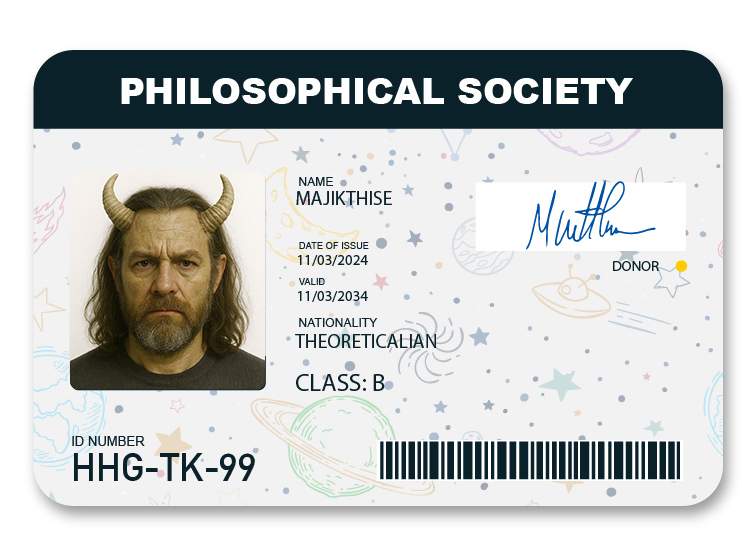 PHILOSOPHICAL SOCIETY
NAME
MAJIKTHISE
DATE OF ISSUE
11/03/2024
VALID
11/03/2034
NATIONALITY
THEORETICALIAN
CLASS: B
DONOR
ID NUMBER
HHG-TK-99